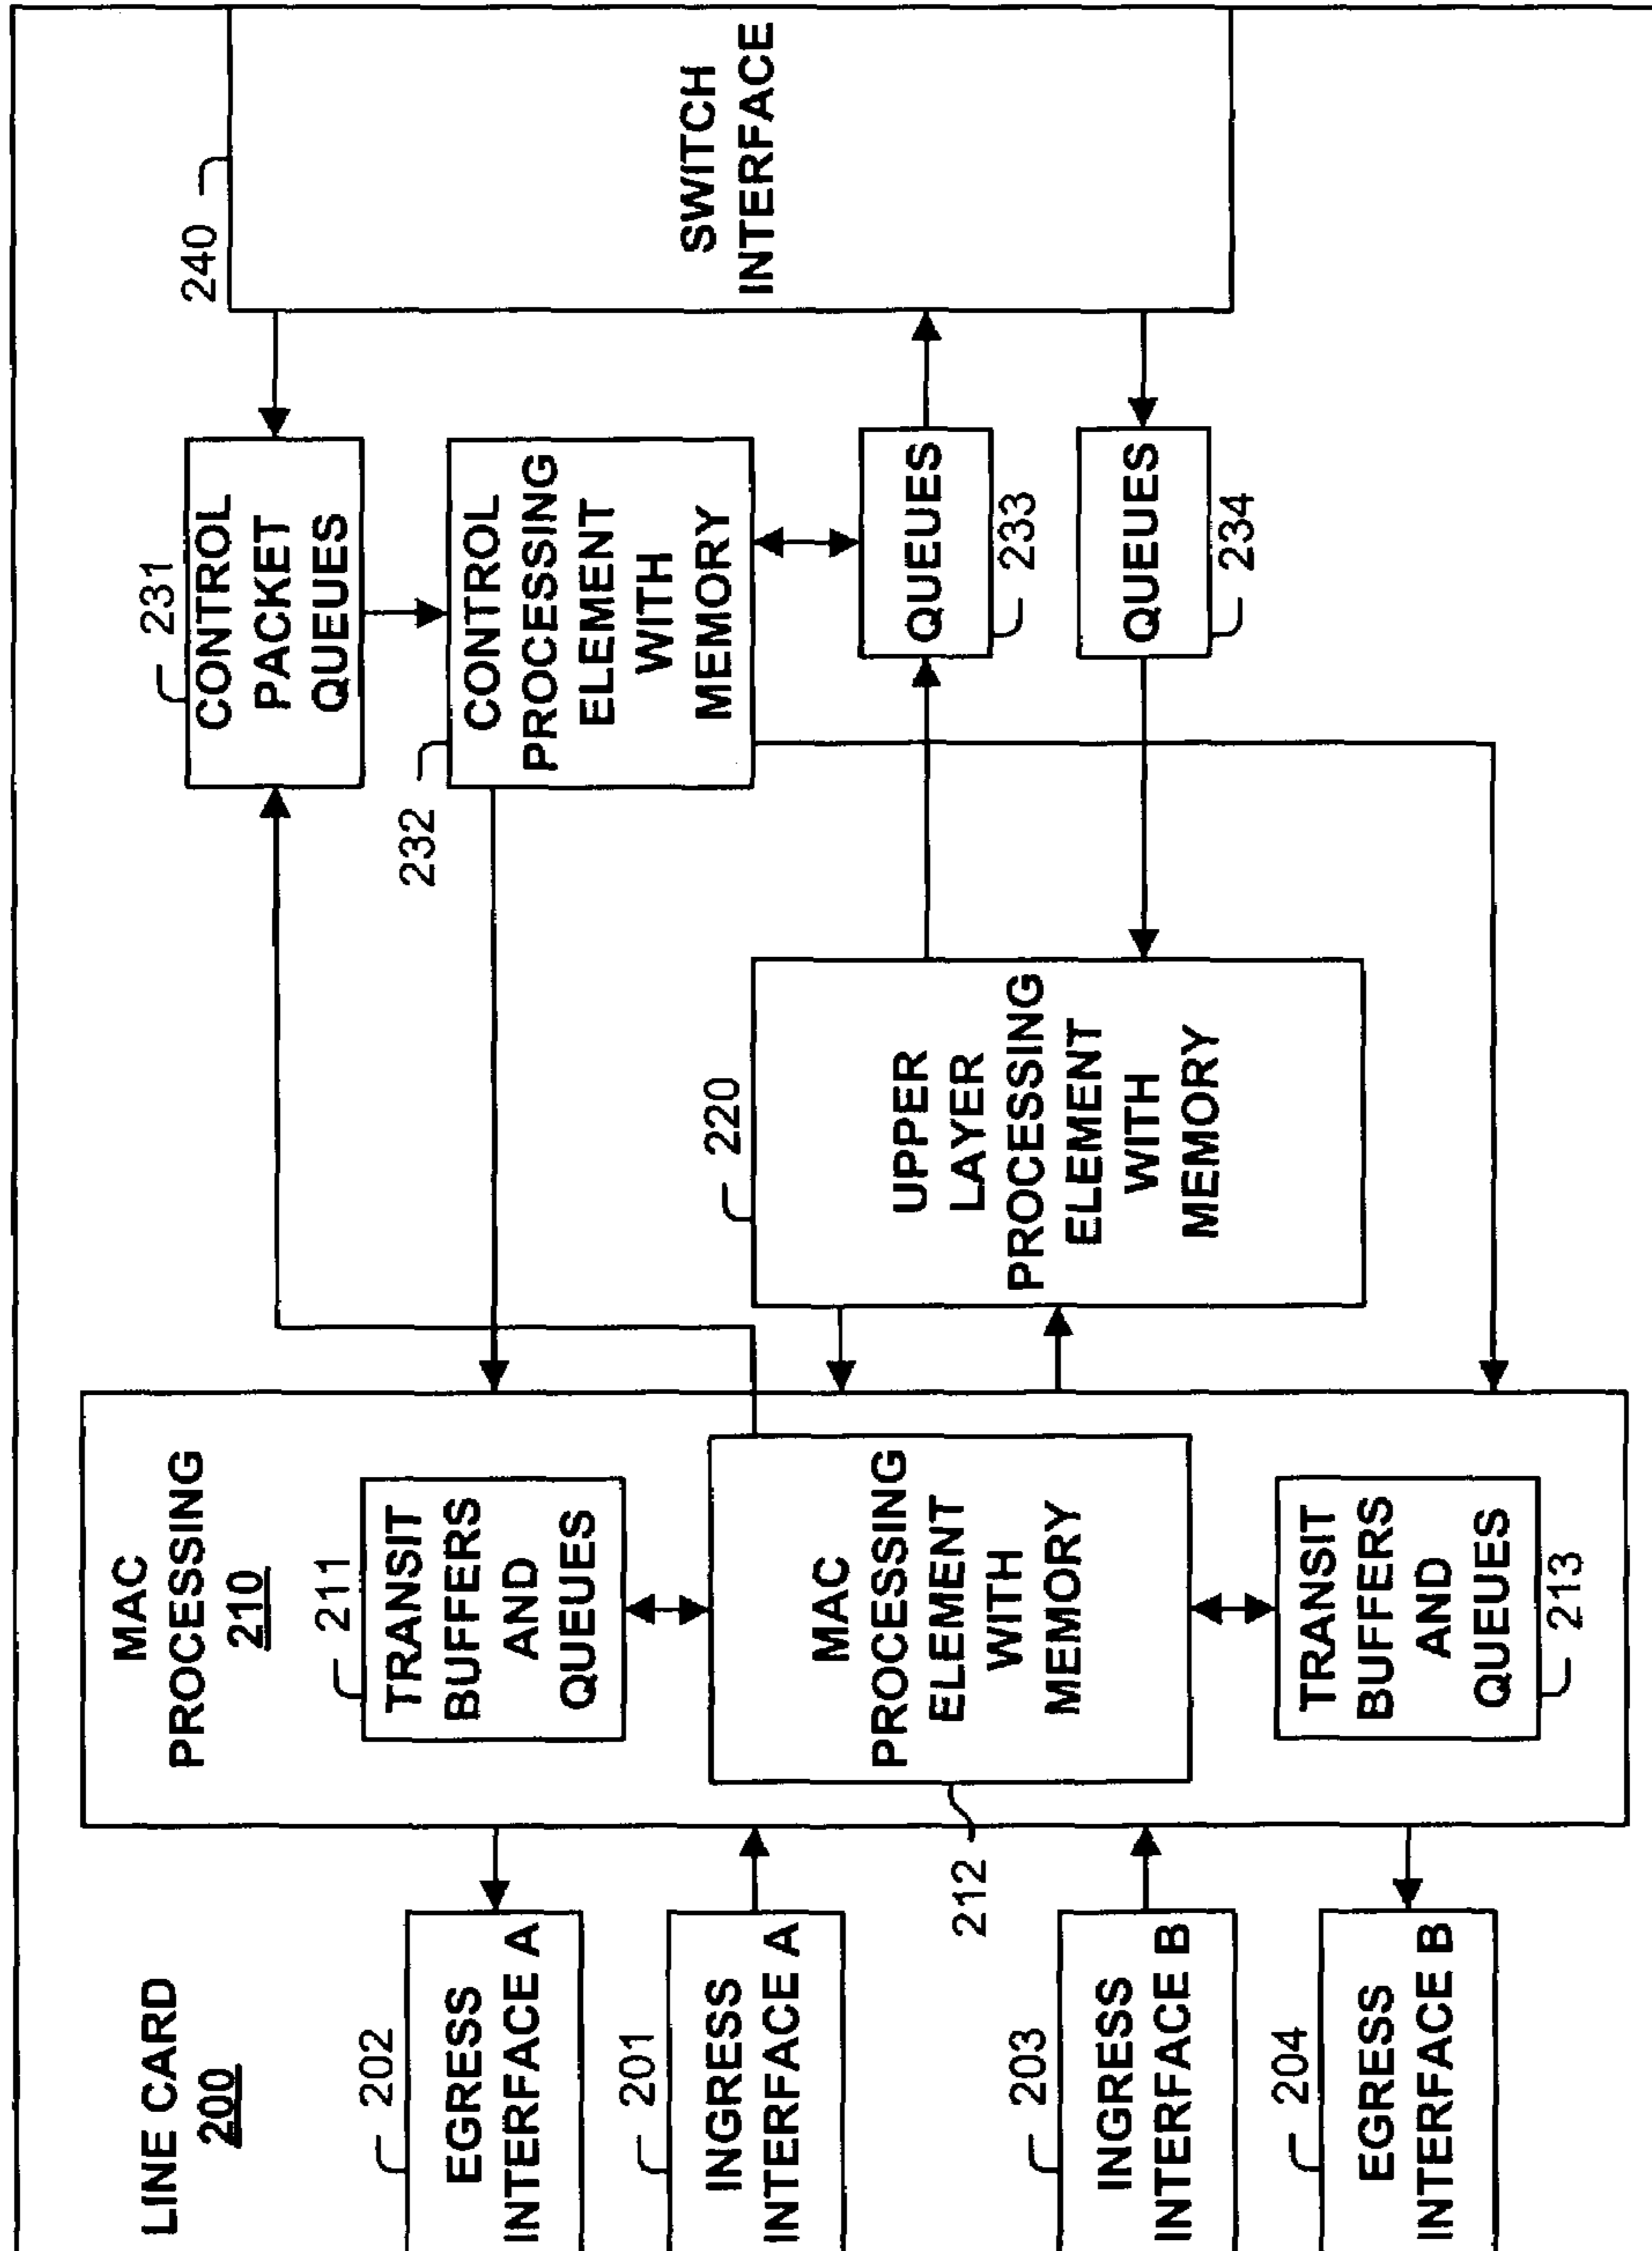 LINE CARD
200
202
EGRESS
INTERFACE A
201
INGRESS
INTERFACE A
203
INGRESS
INTERFACE B
204
EGRESS
INTERFACE B
MAC
PROCESSING
210
211
TRANSIT
BUFFERS
AND
QUEUES
212
MAC
PROCESSING
ELEMENT
WITH
MEMORY
TRANSIT
BUFFERS
AND
QUEUES
213
220
UPPER
LAYER
PROCESSING
ELEMENT
WITH
MEMORY
231
CONTROL
PACKET
QUEUES
232
CONTROL
PROCESSING
ELEMENT
WITH
MEMORY
QUEUES
233
QUEUES
234
240
SWITCH
INTERFACE